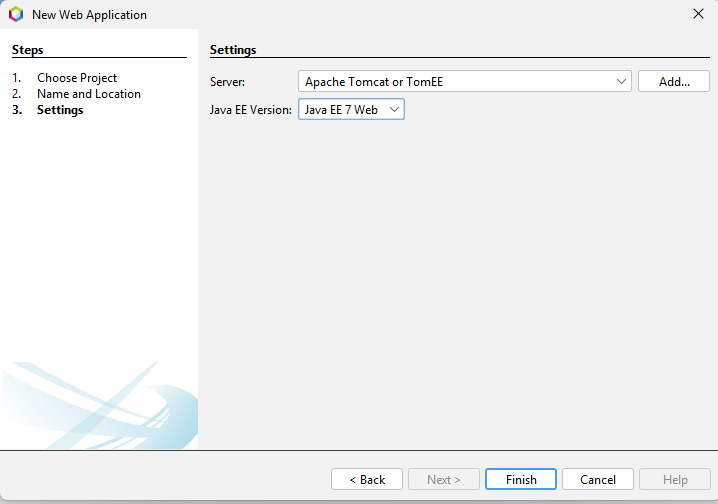 New Web Application
Steps
1. Choose Project
2. Name and Location
3. Settings
Settings
Server: Apache Tomcat or TomEE Add...
Java EE Version: Java EE 7 Web
< Back Next > Finish Cancel Help